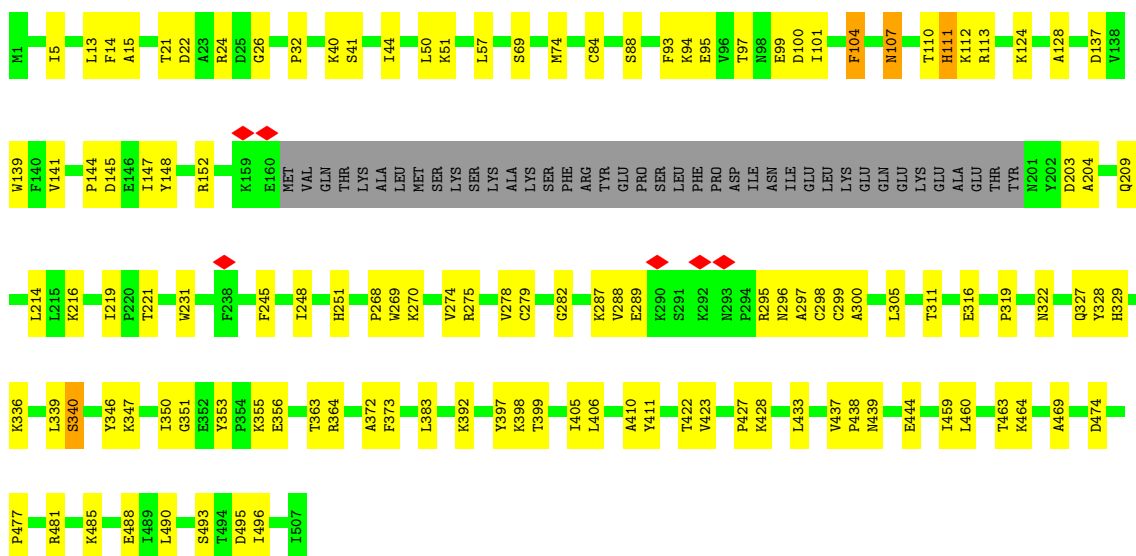 M1 I5 L13 F14 A15 T21 D22 A23 R24 D25 G26 P32 K40 S41 I44 L50 K51 L57 S69 M74 C84 S88 F93 K94 E95 V96 T97 N98 E99 D100 I101 F104 N107 T110 H111 K112 R113 K124 A128 D137 V138
W139 F140 V141 P144 D145 E146 I147 Y148 R152 K159 E160 MET VAL GLN THR LYS ALA LEU MET SER LYS SER LYS ALA LYS SER PHE ARG TYR GLU PRO SER LEU PHE PRO ASP ILE ASN ILE GLU LEU LYS GLU GLN GLU LYS GLU ALA GLU THR TYR N201 Y202 D203 A204 Q209
L214 L215 K216 I219 P220 T221 W231 F238 F245 I248 H251 P268 W269 K270 V274 R275 V278 C279 G282 K287 V288 E289 K290 S291 K292 N293 P294 R295 N296 A297 C298 C299 A300 L305 T311 E316 P319 N322 Q327 Y328 H329
K336 L339 S340 Y346 K347 I350 G351 E352 Y353 P354 K355 E356 T363 R364 A372 F373 L383 K392 Y397 K398 T399 I405 L406 A410 Y411 T422 V423 P427 K428 L433 V437 P438 N439 E444 I459 L460 T463 K464 A469 D474
P477 R481 K485 E488 I489 L490 S493 T494 D495 I496 I507